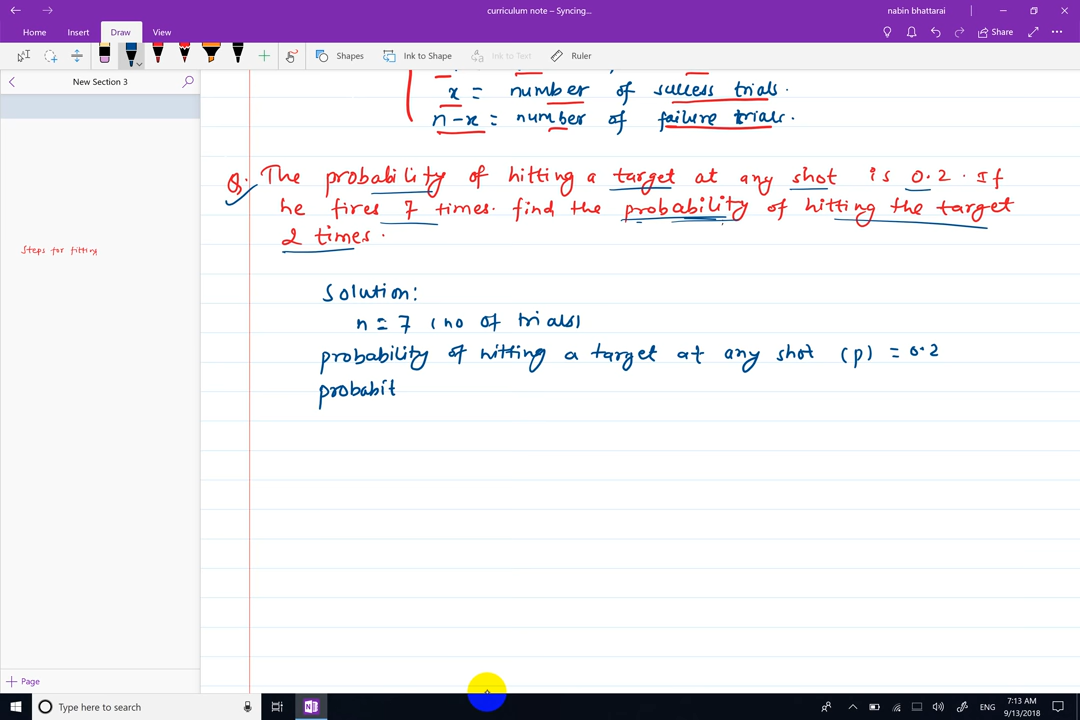 curriculum note – Syncing...
nabin bhattarai
Home Insert Draw View
Share
Shapes Ink to Shape Ink to Text Ruler
New Section 3
x = number of success trials.
n-x = number of failure trials.
Q. The probability of hitting a target at any shot is 0.2. If
he fires 7 times. find the probability of hitting the target
2 times.
Steps for fitting
Solution:
n = 7 (no of trials)
probability of hitting a target at any shot (p) = 0.2
probabit
+ Page
Type here to search
ENG
7:13 AM
9/13/2018